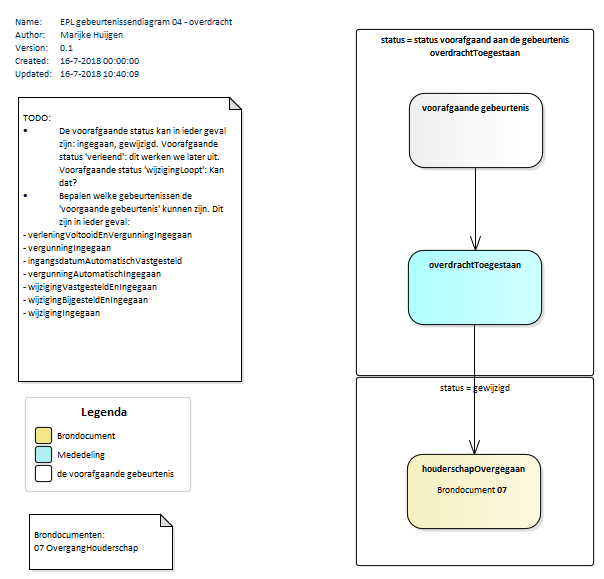 Name: EPL gebeurtenissendiagram 04 - overdracht
Author: Marijke Huijgen
Version: 0.1
Created: 16-7-2018 00:00:00
Updated: 16-7-2018 10:40:09
TODO:
• De voorafgaande status kan in ieder geval
zijn: ingegaan, gewijzigd. Voorafgaande
status 'verleend': dit werken we later uit.
Voorafgaande status 'wijzigingLoopt': Kan
dat?
• Bepalen welke gebeurtenissen de
'voorgaande gebeurtenis' kunnen zijn. Dit
zijn in ieder geval:
- verleningVoltooidEnVergunningIngegaan
- vergunningIngegaan
- ingangsdatumAutomatischVastgesteld
- vergunningAutomatischIngegaan
- wijzigingVastgesteldEnIngegaan
- wijzigingBijgesteldEnIngegaan
- wijzigingIngegaan
Legenda
Brondocument
Mededeling
de voorafgaande gebeurtenis
Brondocumenten:
07 OvergangHouderschap
status = status voorafgaand aan de gebeurtenis
overdrachtToegestaan
voorafgaande gebeurtenis
overdrachtToegestaan
status = gewijzigd
houderschapOvergegaan
Brondocument 07